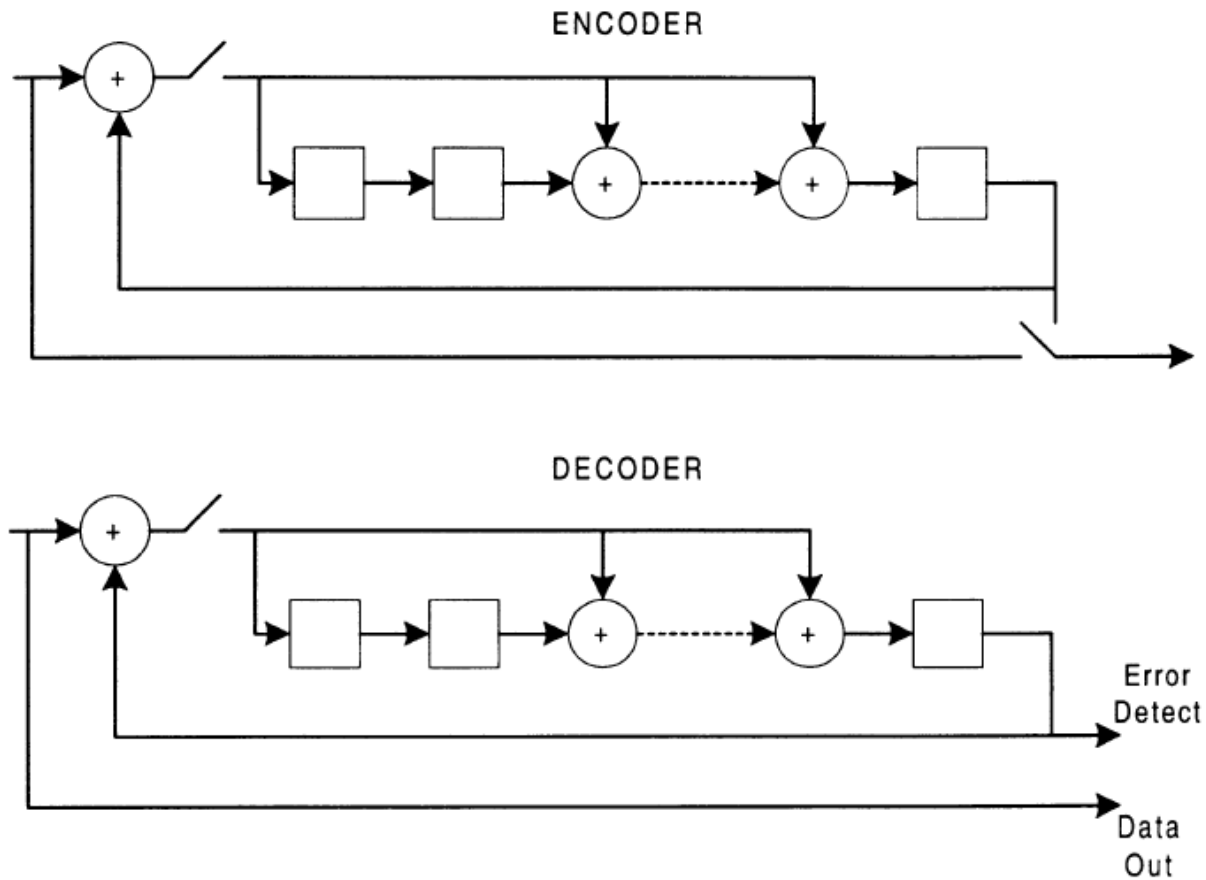 ENCODER
+
+
+
DECODER
+
+
+
Error
Detect
Data
Out